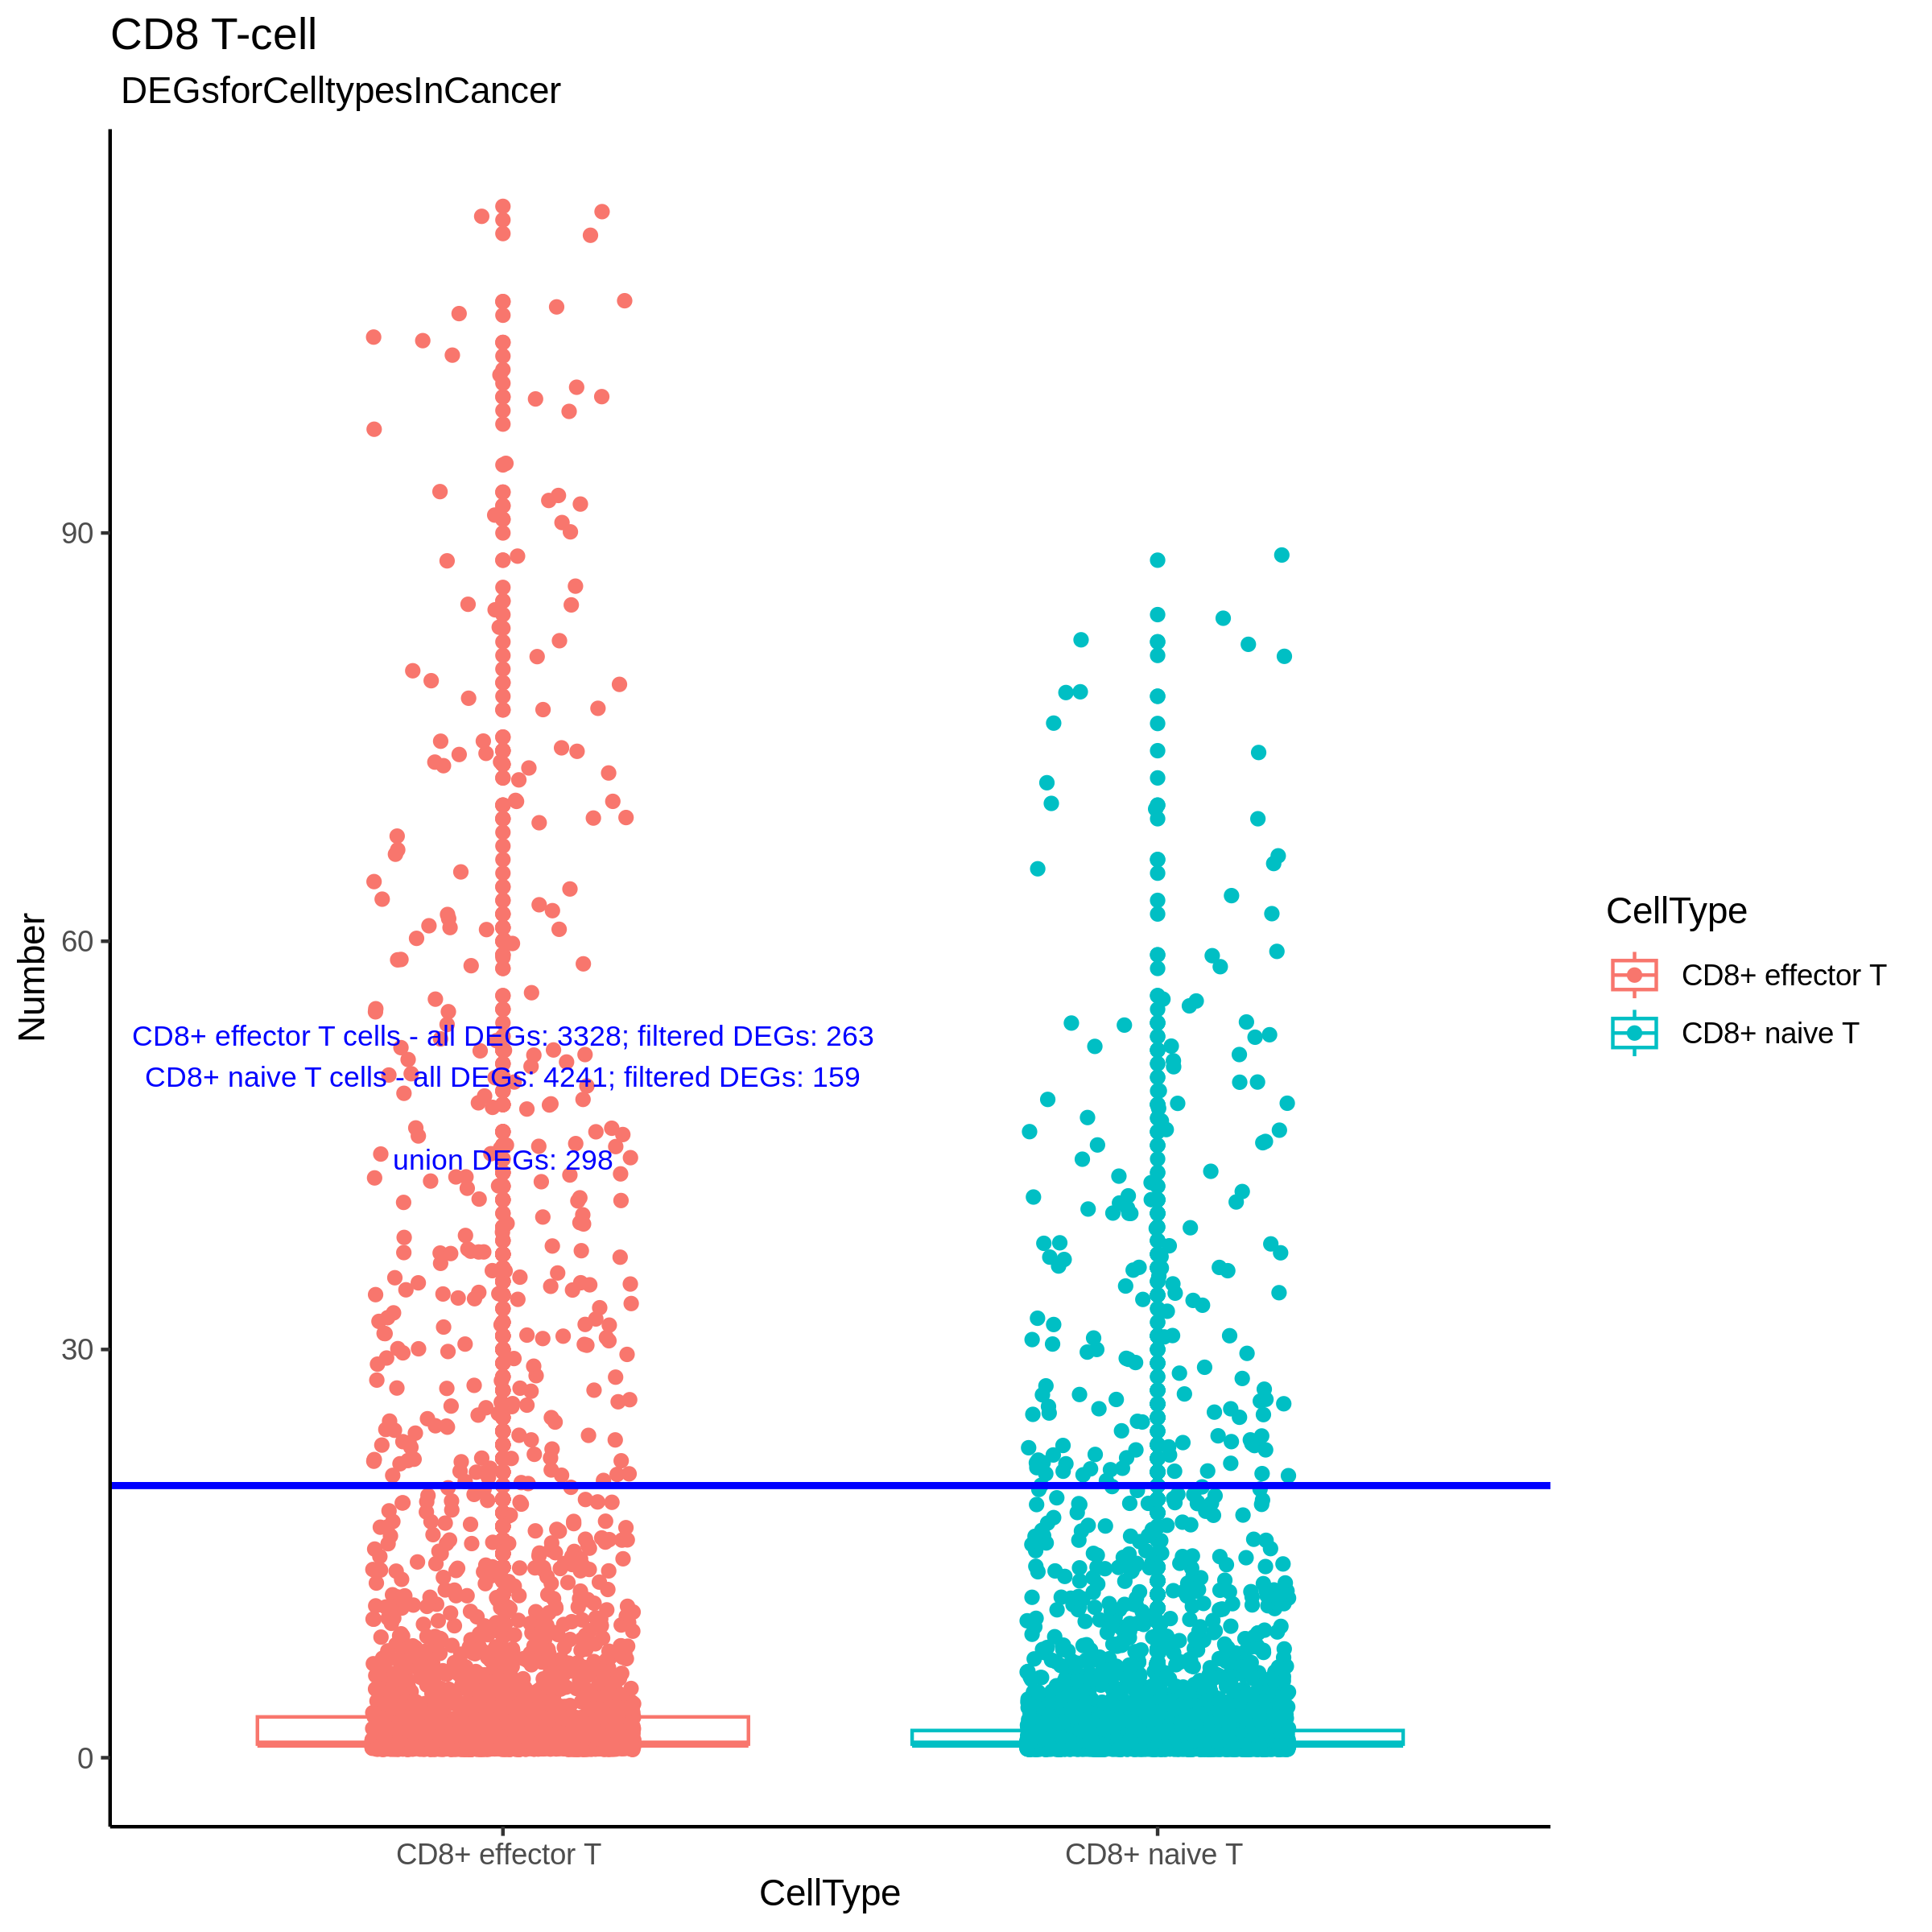 CD8 T-cell
DEGsforCelltypesInCancer
Number
90
60
30
0
CD8+ effector T cells - all DEGs: 3328; filtered DEGs: 263
CD8+ naive T cells - all DEGs: 4241; filtered DEGs: 159
union DEGs: 298
CD8+ effector T
CD8+ naive T
CellType
CellType
CD8+ effector T
CD8+ naive T